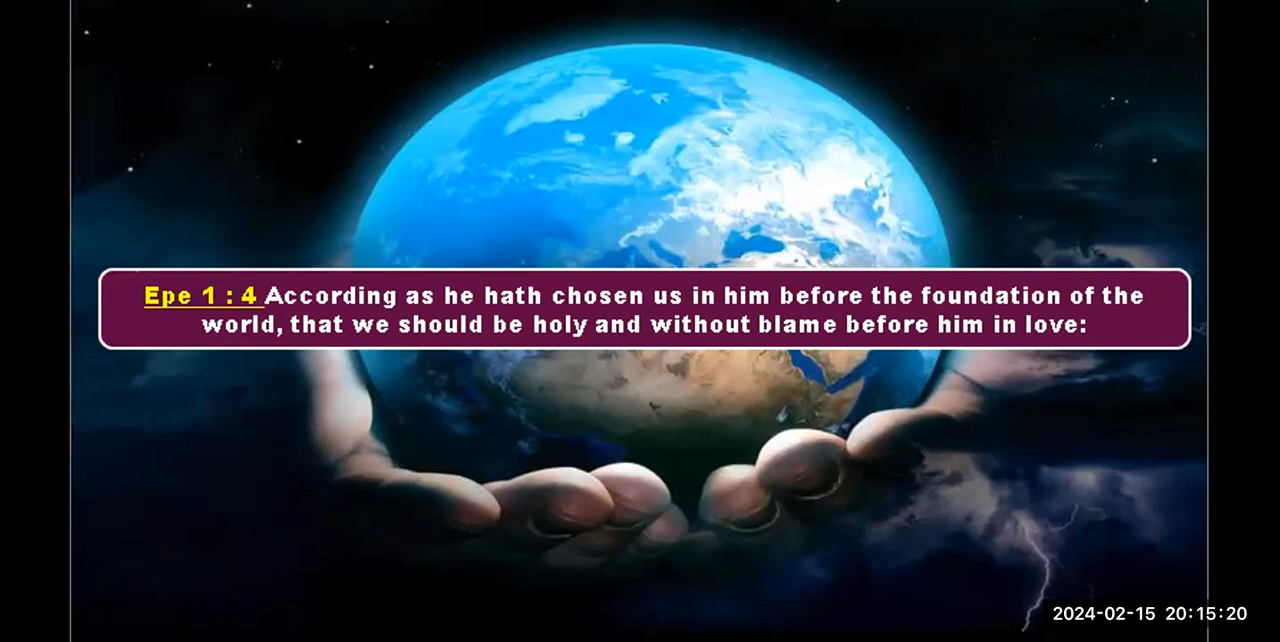 Epe 1 : 4 According as he hath chosen us in him before the foundation of the
world, that we should be holy and without blame before him in love:
2024-02-15 20:15:20